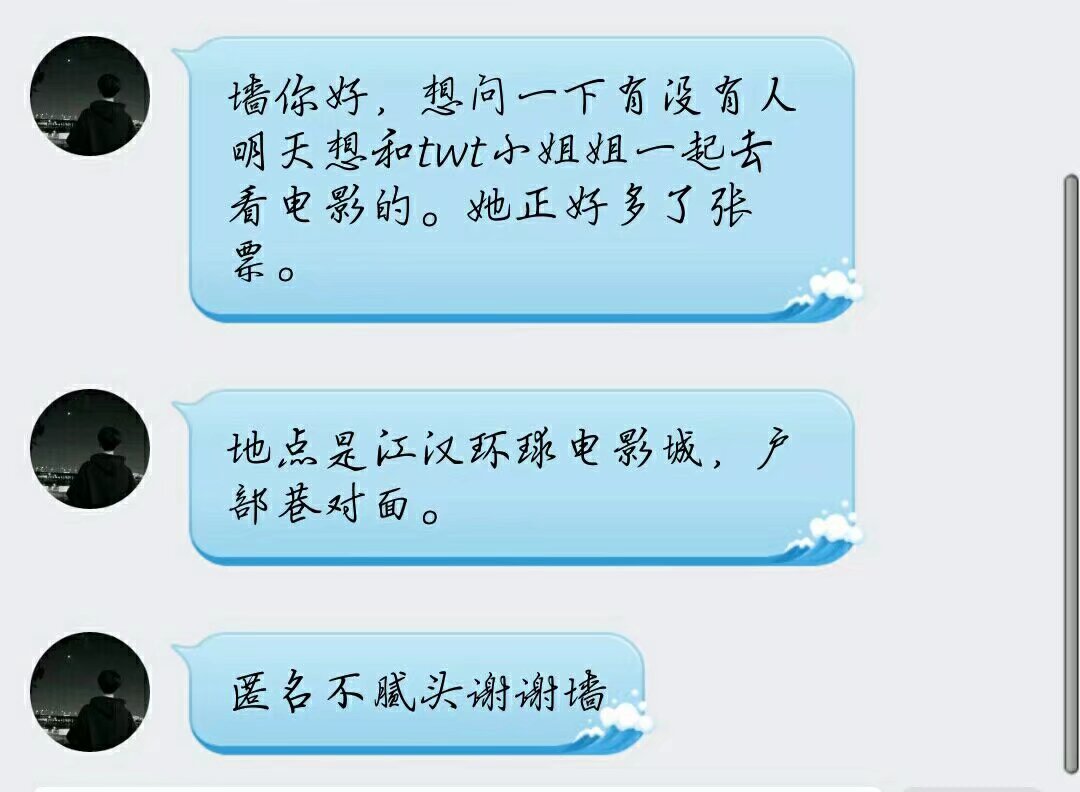 墙你好，想问一下有没有人
明天想和twt小姐姐一起去
看电影的。她正好多了张
票。
地点是江汉环球电影城，户
部巷对面。
匿名不腻头谢谢墙